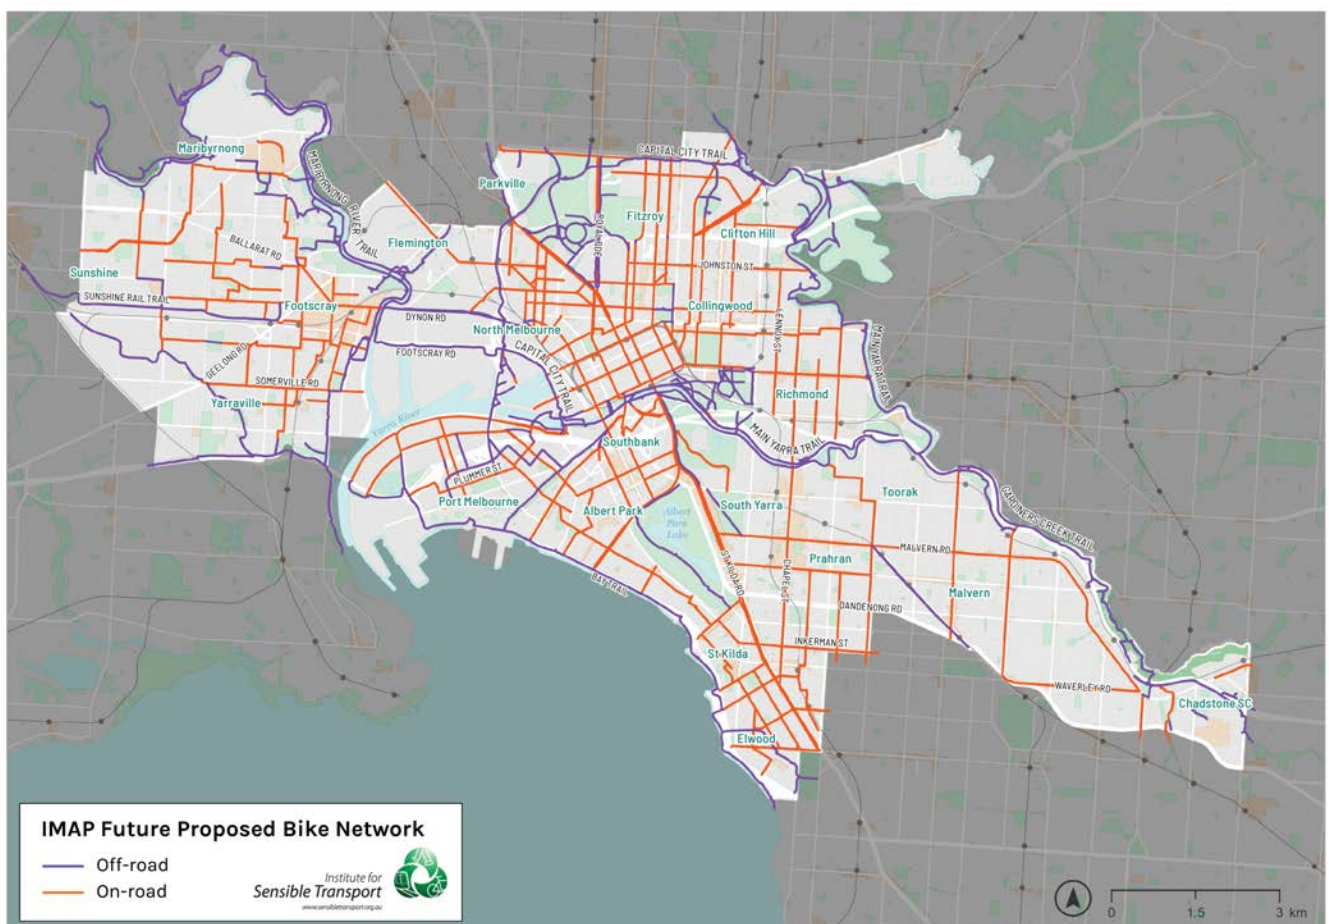 CAPITAL CITY TRAIL
Maribyrnong
MARIBYRNONG RIVER TRAIL
Parkville
Fitzroy
ROYAL PDE
Clifton Hill
Flemington
BALLARAT RD
JOHNSTON ST
Sunshine
SUNSHINE RAIL TRAIL
Footscray
Collingwood
DYNON RD
North Melbourne
LENNOX ST
MAIN YARRA TRAIL
FOOTSCRAY RD
CAPITAL CITY TRAIL
GEELONG RD
SOMERVILLE RD
Yarraville
Richmond
Yarra River
MAIN YARRA TRAIL
Southbank
PLUMMER ST
Port Melbourne
Albert Park
Albert
Park
Lake
South Yarra
Toorak
GARDINERS CREEK TRAIL
MALVERN RD
Prahran
ST KILDA RD
CHAPEL ST
BAY TRAIL
Malvern
DANDENONG RD
INKERMAN ST
St Kilda
WAVERLEY RD
Chadstone SC
Elwood
IMAP Future Proposed Bike Network
Off-road
On-road
Institute for
Sensible Transport
www.sensibletransport.org.au
0 1.5 3 km